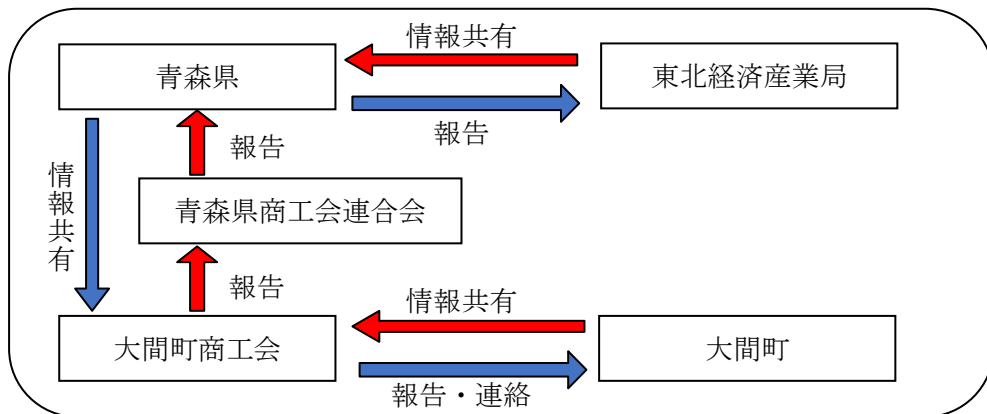 情報共有
青森県
東北経済産業局
報告
報告
情報共有
青森県商工会連合会
報告
情報共有
大間町商工会
大間町
報告・連絡